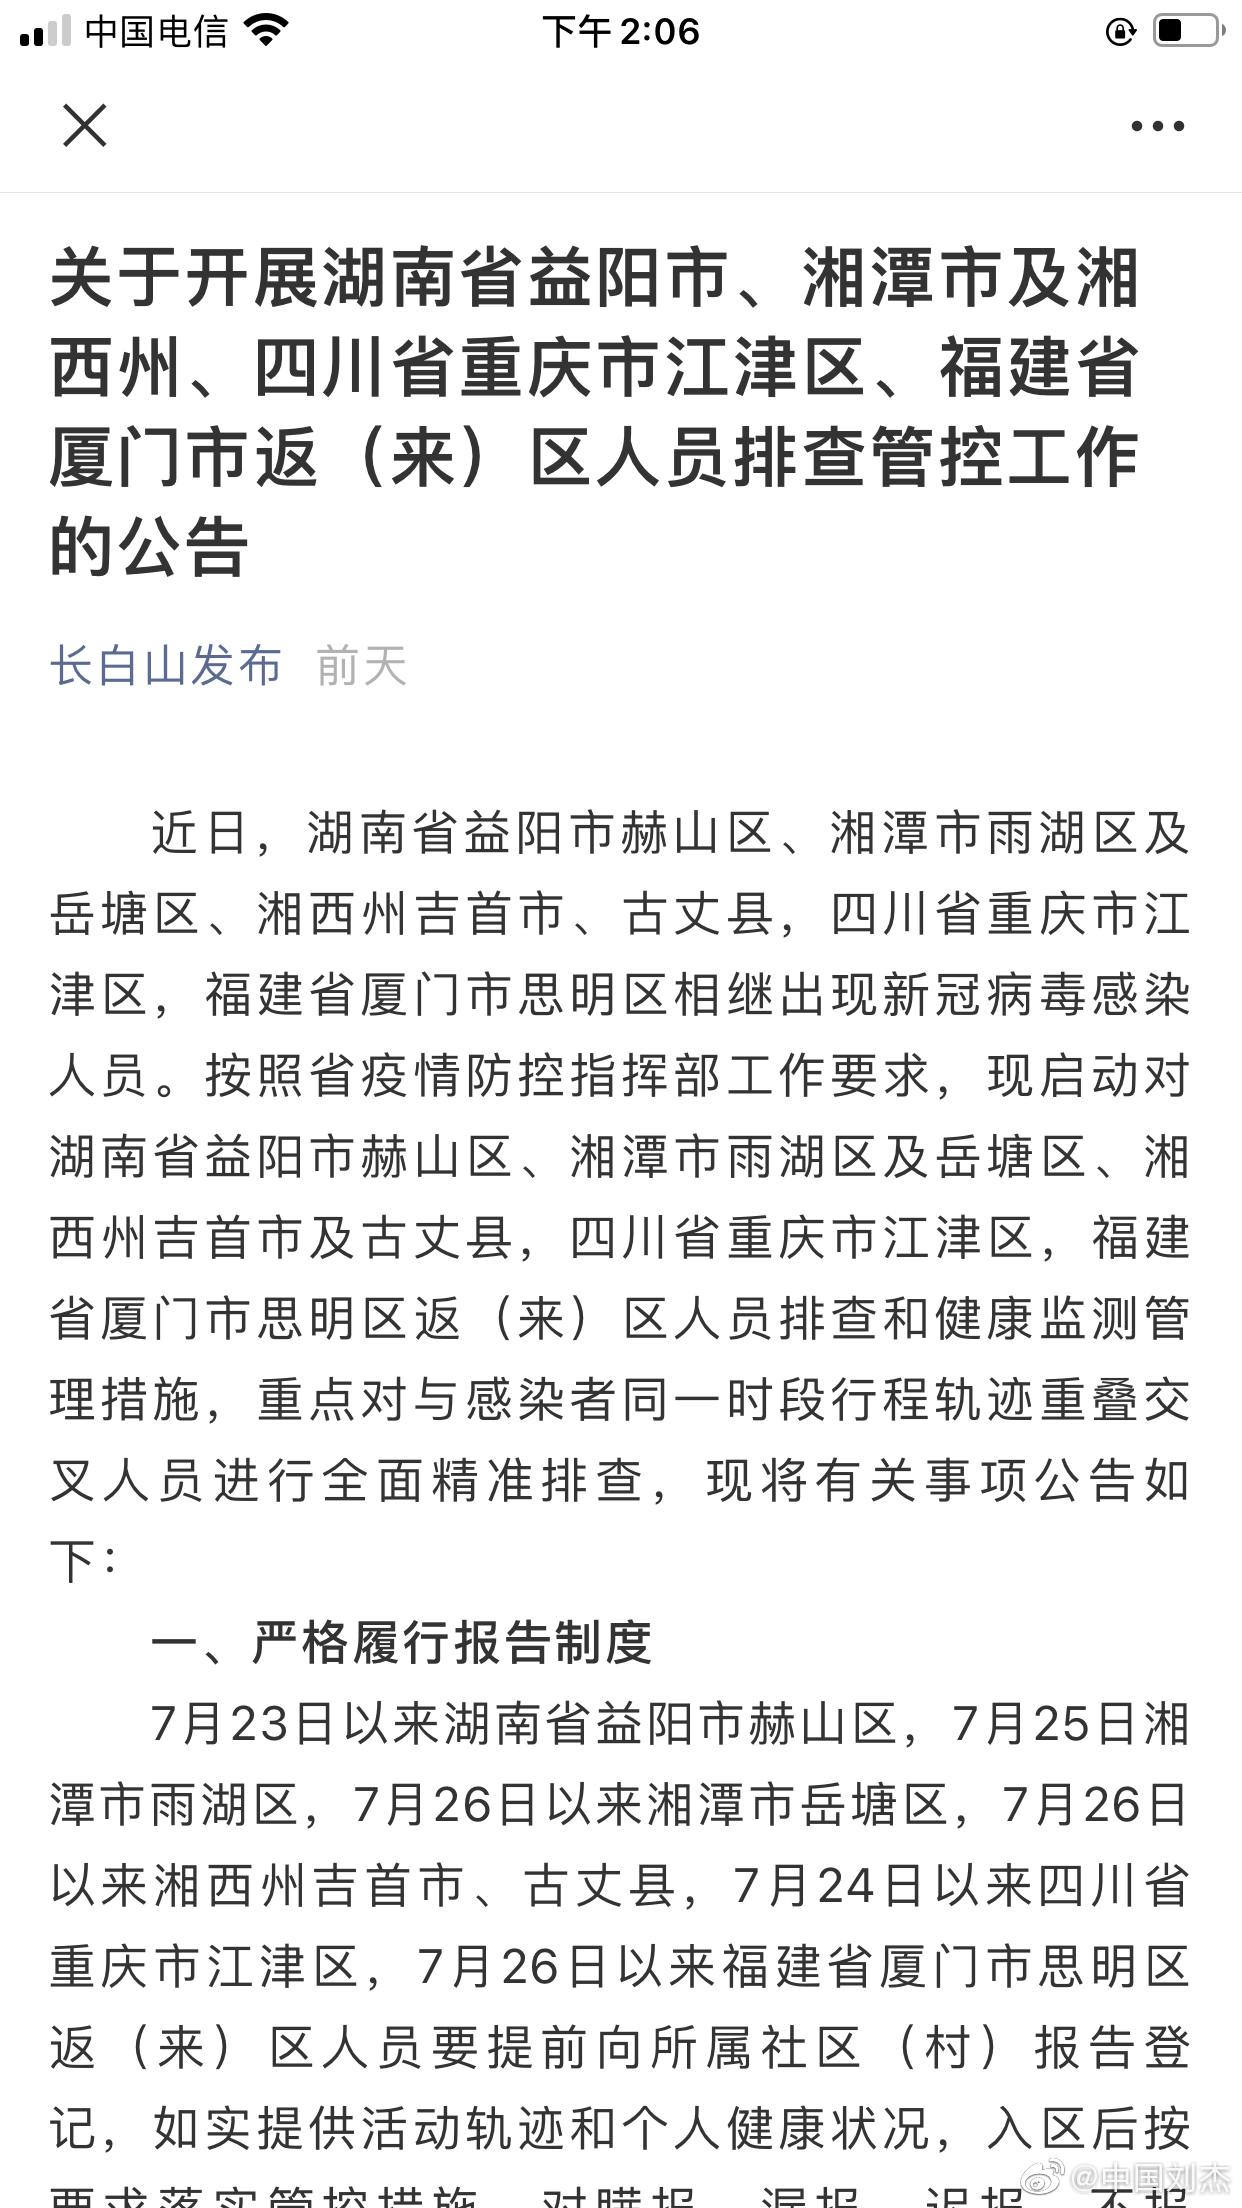 中国电信
下午 2:06
关于开展湖南省益阳市、湘潭市及湘
西州、四川省重庆市江津区、福建省
厦门市返（来）区人员排查管控工作
的公告
长白山发布 前天
近日，湖南省益阳市赫山区、湘潭市雨湖区及
岳塘区、湘西州吉首市、古丈县，四川省重庆市江
津区，福建省厦门市思明区相继出现新冠病毒感染
人员。按照省疫情防控指挥部工作要求，现启动对
湖南省益阳市赫山区、湘潭市雨湖区及岳塘区、湘
西州吉首市及古丈县，四川省重庆市江津区，福建
省厦门市思明区返（来）区人员排查和健康监测管
理措施，重点对与感染者同一时段行程轨迹重叠交
叉人员进行全面精准排查，现将有关事项公告如
下：
一、严格履行报告制度
7月23日以来湖南省益阳市赫山区，7月25日湘
潭市雨湖区，7月26日以来湘潭市岳塘区，7月26日
以来湘西州吉首市、古丈县，7月24日以来四川省
重庆市江津区，7月26日以来福建省厦门市思明区
返（来）区人员要提前向所属社区（村）报告登
记，如实提供活动轨迹和个人健康状况，入区后按
要求落实管控措施。对瞒报、漏报、迟报、不报
@中国刘杰